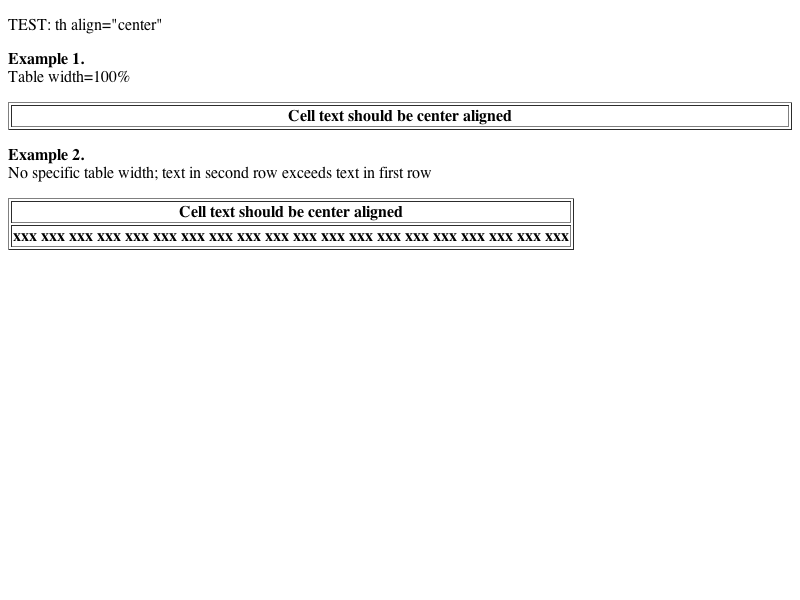 TEST: th align="center"
Example 1.
Table width=100%
Cell text should be center aligned
Example 2.
No specific table width; text in second row exceeds text in first row
Cell text should be center aligned
xxx xxx xxx xxx xxx xxx xxx xxx xxx xxx xxx xxx xxx xxx xxx xxx xxx xxx xxx xxx